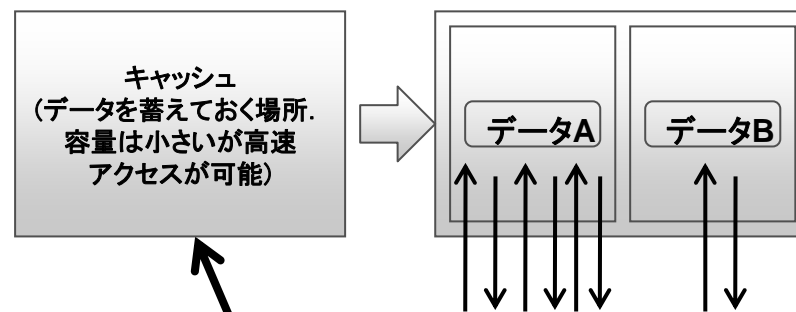 キャッシュ
(データを蓄えておく場所.
容量は小さいが高速
アクセスが可能)
データA
データB